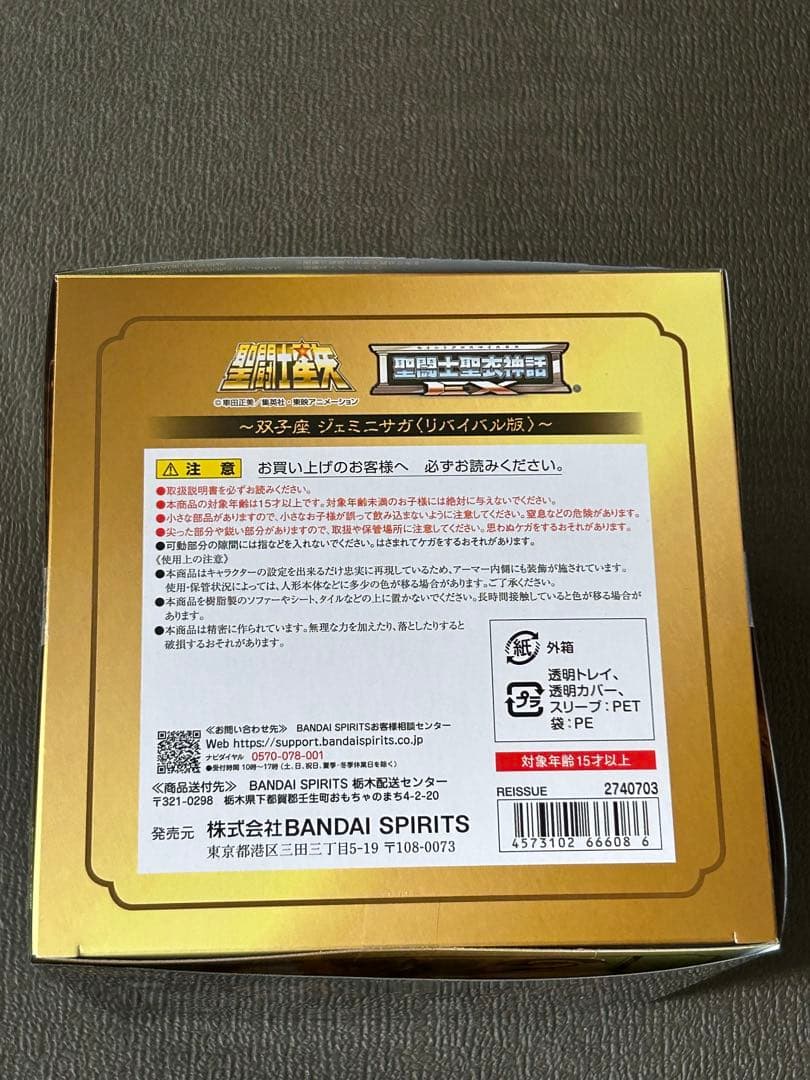 聖闘士星矢
聖闘士聖衣神話
EX
©車田正美／集英社・東映アニメーション
～双子座 ジェミニサガ〈リバイバル版〉～
注意 お買い上げのお客様へ 必ずお読みください。
●取扱説明書を必ずお読みください。
●本商品の対象年齢は15才以上です。対象年齢未満のお子様には絶対に与えないでください。
●小さな部品がありますので、小さなお子様が誤って飲み込まないように注意してください。窒息などの危険があります。
●尖った部分や鋭い部分がありますので、取扱や保管場所に注意してください。思わぬケガをするおそれがあります。
●可動部分の隙間には指などを入れないでください。はさまれてケガをするおそれがあります。
《使用上の注意》
●本商品はキャラクターの設定を出来るだけ忠実に再現しているため、アーマー内側にも装飾が施されています。
使用・保管状況によっては、人形本体などに多少の色が移る場合があります。ご了承ください。
●本商品を樹脂製のソファーやシート、タイルなどの上に置かないでください。長時間接触していると色が移る場合が
あります。
●本商品は精密に作られています。無理な力を加えたり、落としたりすると
破損するおそれがあります。
紙 外箱
プラ 透明トレイ、
透明カバー、
スリーブ：PET
袋：PE
≪お問い合わせ先≫ BANDAI SPIRITSお客様相談センター
Web https://support.bandaispirits.co.jp
ナビダイヤル 0570-078-001
●受付時間 10時～17時（土、日、祝日、夏季・冬季休業日を除く）
対象年齢15才以上
≪商品送付先≫ BANDAI SPIRITS 栃木配送センター
〒321-0298 栃木県下都賀郡壬生町おもちゃのまち4-2-20
発売元 株式会社BANDAI SPIRITS
東京都港区三田三丁目5-19 〒108-0073
REISSUE 2740703
4573102 66608 6